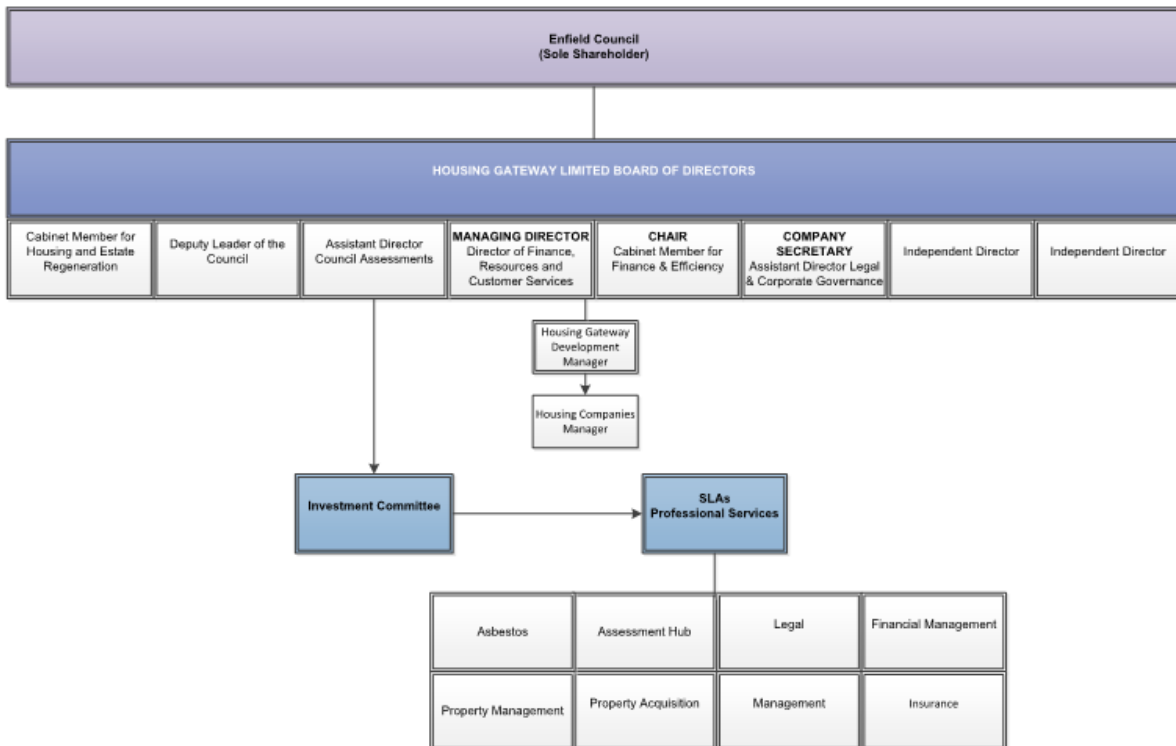 Enfield Council
(Sole Shareholder)
HOUSING GATEWAY LIMITED BOARD OF DIRECTORS
Cabinet Member for
Housing and Estate
Regeneration
Deputy Leader of the
Council
Assistant Director
Council Assessments
MANAGING DIRECTOR
Director of Finance,
Resources and
Customer Services
CHAIR
Cabinet Member for
Finance & Efficiency
COMPANY
SECRETARY
Assistant Director Legal
& Corporate Governance
Independent Director
Independent Director
Housing Gateway
Development
Manager
Housing Companies
Manager
Investment Committee
SLAs
Professional Services
Asbestos
Assessment Hub
Legal
Financial Management
Property Management
Property Acquisition
Management
Insurance